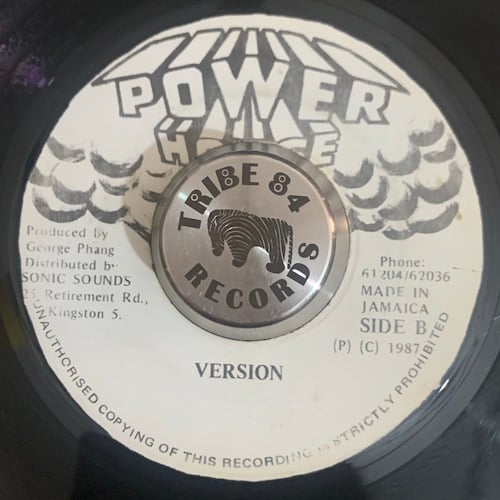 POWER
HOUSE
TRIBE 84
RECORDS
Produced by
George Phang
Distributed by
SONIC SOUNDS
25, Retirement Rd.,
Kingston 5.
Phone:
61204/62036
MADE IN
JAMAICA
SIDE B
(P) (C) 1987
VERSION
UNAUTHORISED COPYING OF THIS RECORDING is STRICTLY PROHIBITED